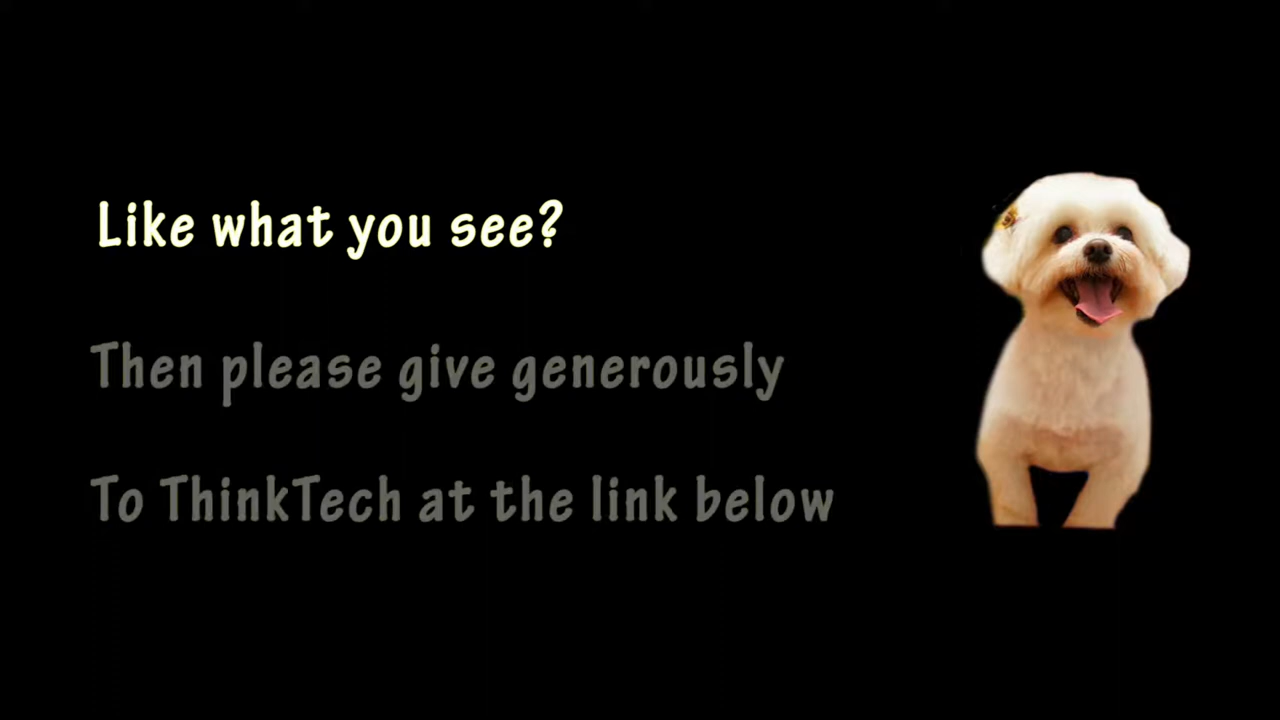 Like what you see?
Then please give generously
To ThinkTech at the link below